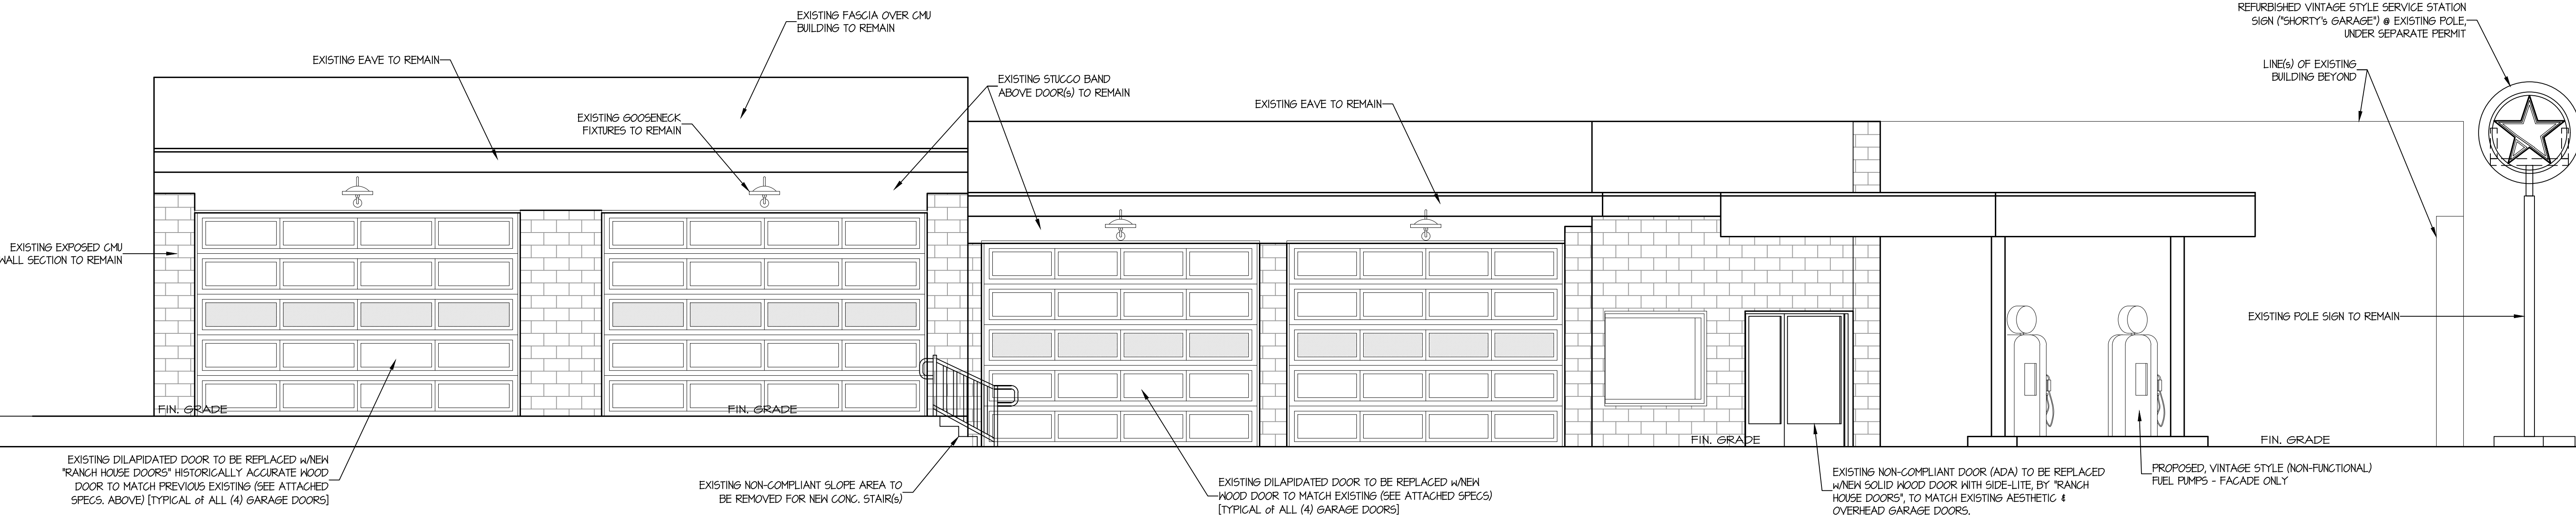 EXISTING FASCIA OVER CMU
BUILDING TO REMAIN
REFURBISHED VINTAGE STYLE SERVICE STATION
SIGN ("SHORTY's GARAGE") @ EXISTING POLE,
UNDER SEPARATE PERMIT
EXISTING EAVE TO REMAIN
EXISTING STUCCO BAND
ABOVE DOOR(s) TO REMAIN
LINE(s) OF EXISTING
BUILDING BEYOND
EXISTING EAVE TO REMAIN
EXISTING GOOSENECK
FIXTURES TO REMAIN
EXISTING EXPOSED CMU
WALL SECTION TO REMAIN
EXISTING POLE SIGN TO REMAIN
FIN. GRADE
FIN. GRADE
FIN. GRADE
FIN. GRADE
EXISTING DILAPIDATED DOOR TO BE REPLACED w/NEW
"RANCH HOUSE DOORS" HISTORICALLY ACCURATE WOOD
DOOR TO MATCH PREVIOUS EXISTING (SEE ATTACHED
SPECS. ABOVE) [TYPICAL of ALL (4) GARAGE DOORS]
EXISTING NON-COMPLIANT SLOPE AREA TO
BE REMOVED FOR NEW CONC. STAIR(s)
EXISTING DILAPIDATED DOOR TO BE REPLACED w/NEW
WOOD DOOR TO MATCH EXISTING (SEE ATTACHED SPECS)
[TYPICAL of ALL (4) GARAGE DOORS]
EXISTING NON-COMPLIANT DOOR (ADA) TO BE REPLACED
w/NEW SOLID WOOD DOOR WITH SIDE-LITE, BY "RANCH
HOUSE DOORS", TO MATCH EXISTING AESTHETIC &
OVERHEAD GARAGE DOORS.
PROPOSED, VINTAGE STYLE (NON-FUNCTIONAL)
FUEL PUMPS - FACADE ONLY